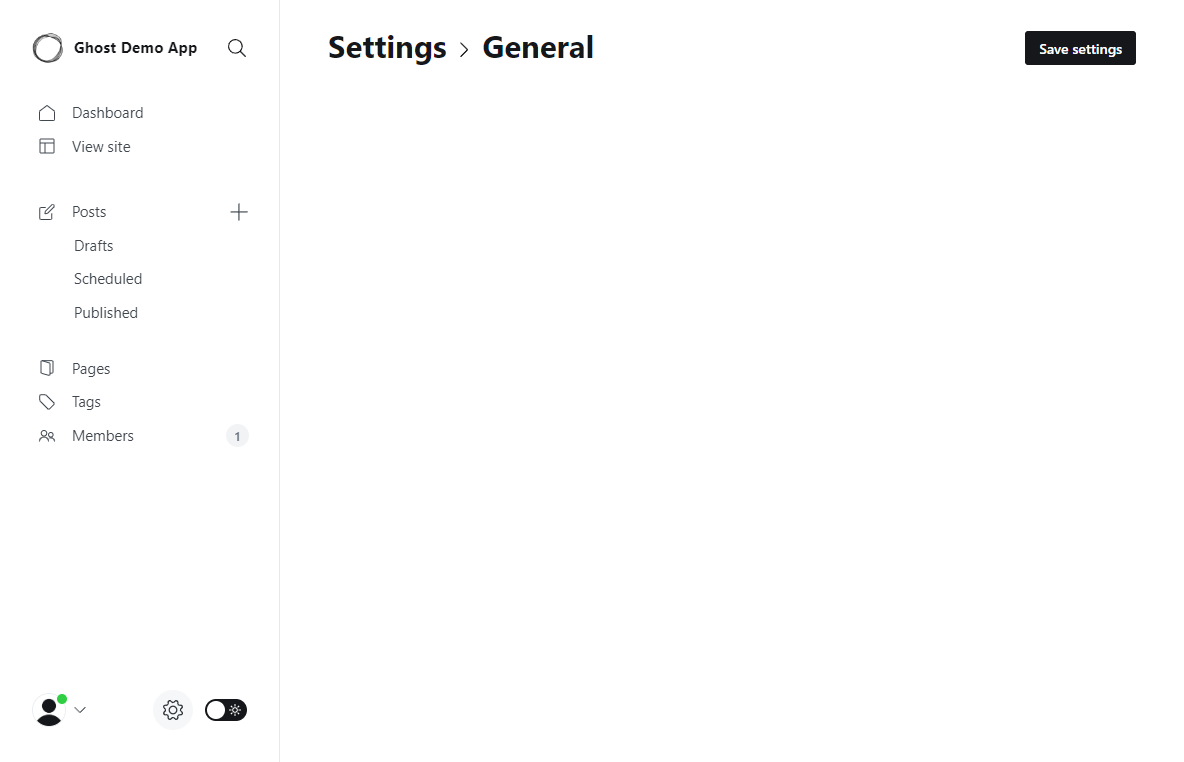 Ghost Demo App
Settings > General
Save settings
Dashboard
View site
Posts
Drafts
Scheduled
Published
Pages
Tags
Members 1